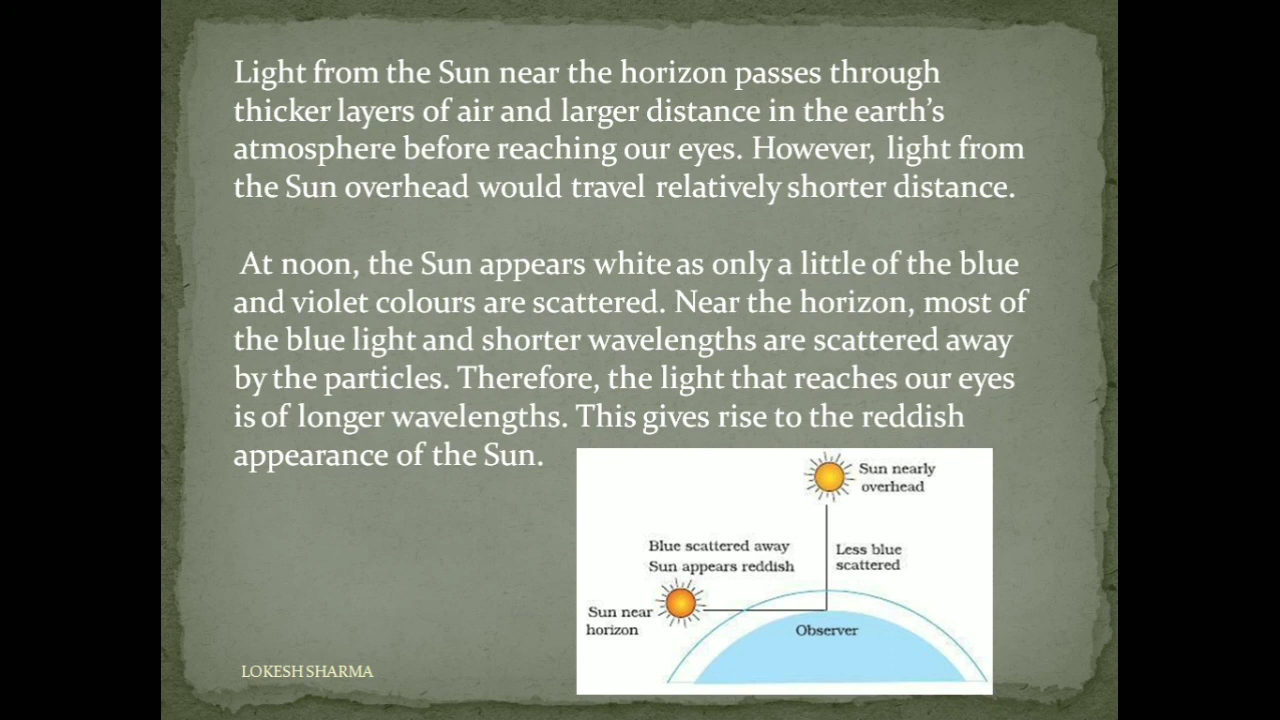 Light from the Sun near the horizon passes through
thicker layers of air and larger distance in the earth’s
atmosphere before reaching our eyes. However, light from
the Sun overhead would travel relatively shorter distance.
At noon, the Sun appears white as only a little of the blue
and violet colours are scattered. Near the horizon, most of
the blue light and shorter wavelengths are scattered away
by the particles. Therefore, the light that reaches our eyes
is of longer wavelengths. This gives rise to the reddish
appearance of the Sun.
Sun nearly
overhead
Blue scattered away
Sun appears reddish
Less blue
scattered
Sun near
horizon
Observer
LOKESH SHARMA